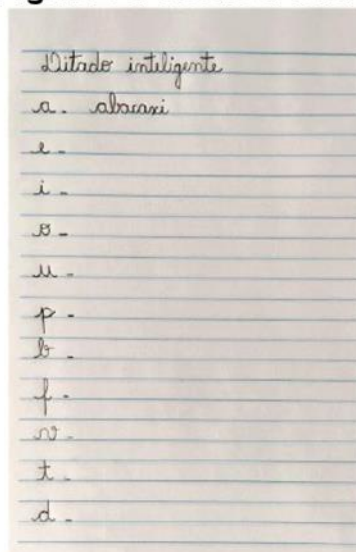 Ditado inteligente
a. abacaxi
e -
i -
o -
u -
p -
b -
f -
v -
t -
d -